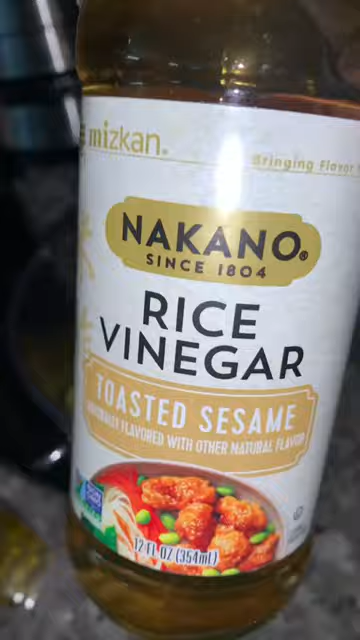 mizkan®
Bringing Flavor
NAKANO®
SINCE 1804
RICE
VINEGAR
TOASTED SESAME
NATURALLY FLAVORED WITH OTHER NATURAL FLAVOR
12 FL OZ (354mL)